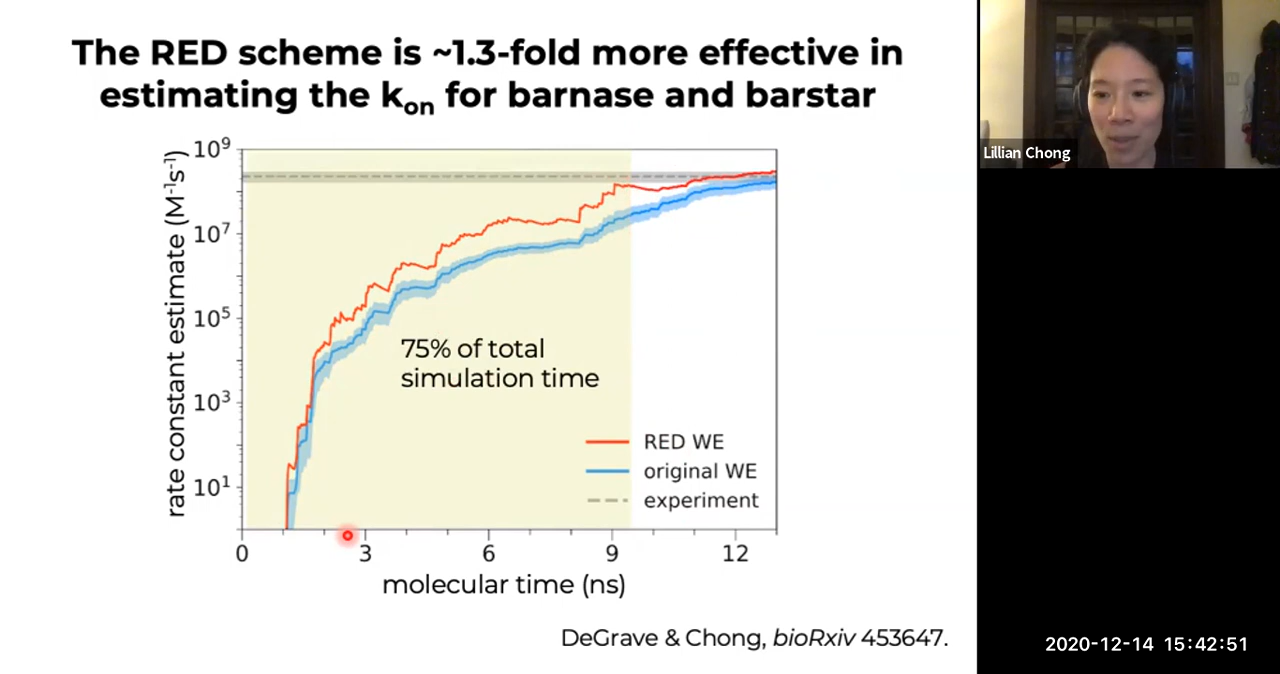 The RED scheme is ~1.3-fold more effective in
estimating the kon for barnase and barstar
Lillian Chong
rate constant estimate (M-1s-1)
10⁹
10⁷
10⁵
10³
10¹
75% of total
simulation time
RED WE
original WE
experiment
0 3 6 9 12
molecular time (ns)
DeGrave & Chong, bioRxiv 453647.
2020-12-14 15:42:51